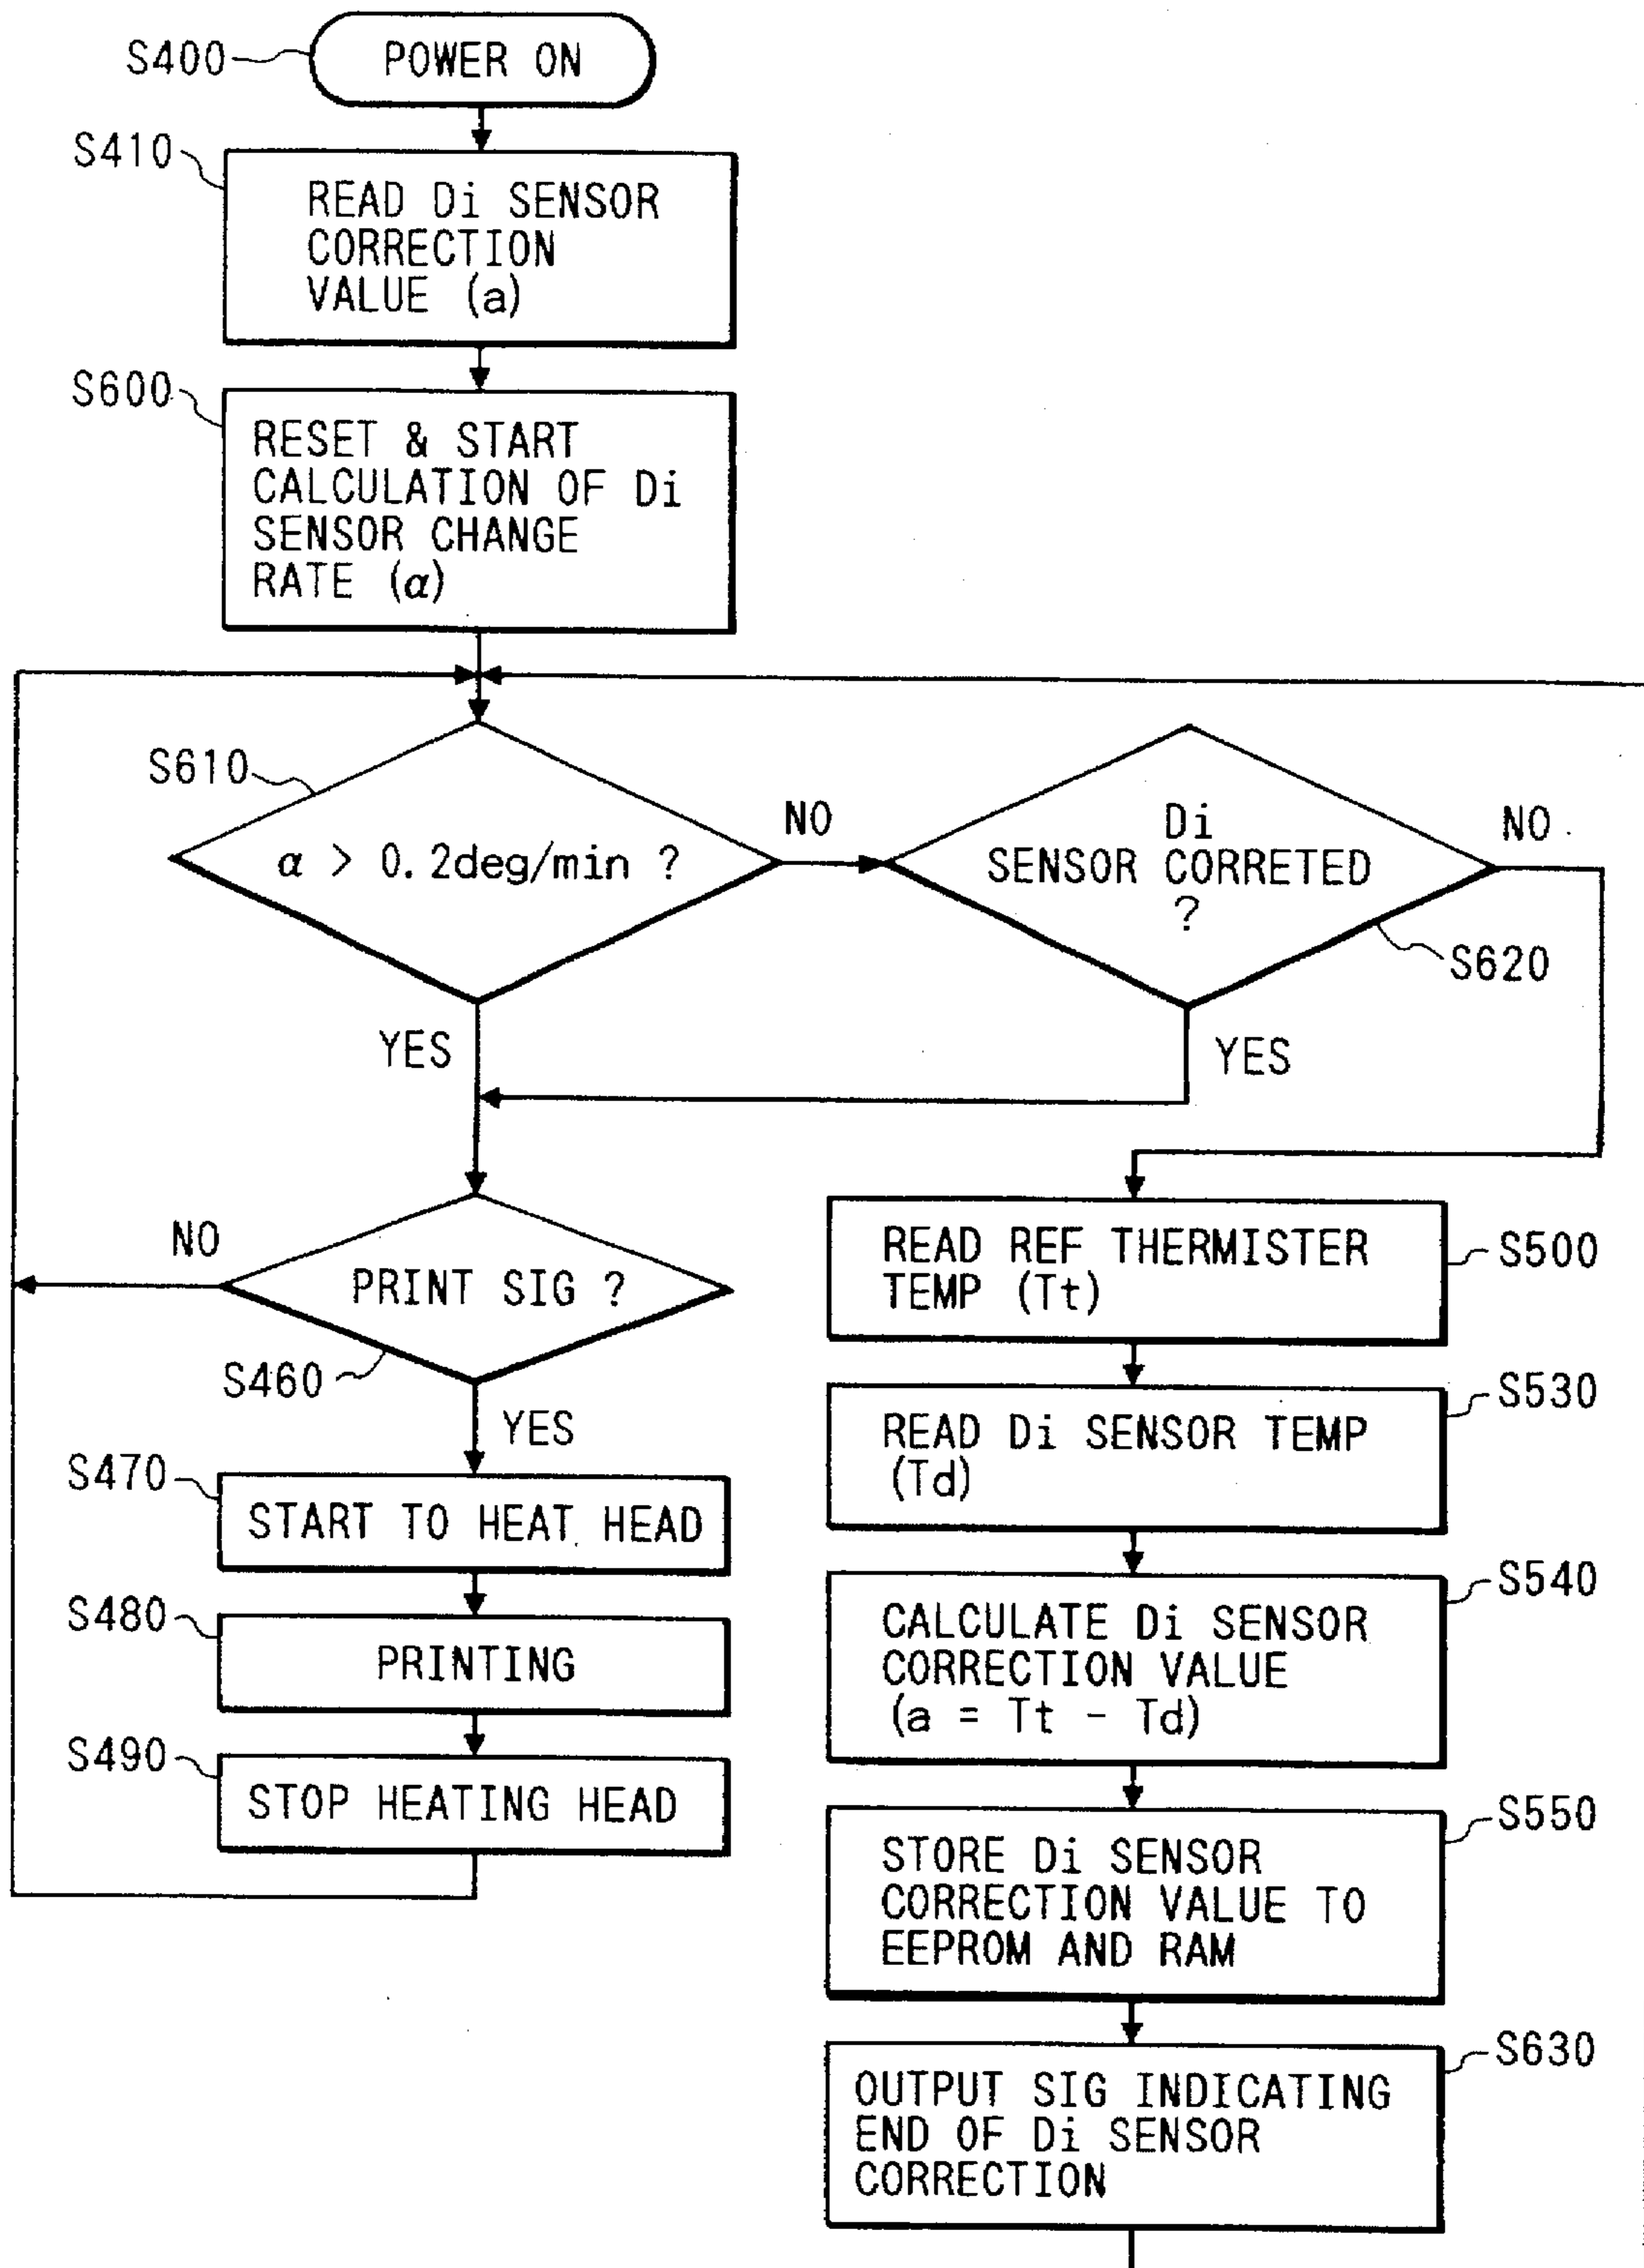 S400
POWER ON
S410
READ Di SENSOR
CORRECTION
VALUE (a)
S600
RESET & START
CALCULATION OF Di
SENSOR CHANGE
RATE (α)
S610
α > 0.2deg/min ?
NO
YES
Di
SENSOR CORRETED
?
NO
S620
YES
NO
PRINT SIG ?
S460
YES
S470
START TO HEAT HEAD
S480
PRINTING
S490
STOP HEATING HEAD
READ REF THERMISTER
TEMP (Tt)
S500
READ Di SENSOR TEMP
(Td)
S530
CALCULATE Di SENSOR
CORRECTION VALUE
(a = Tt - Td)
S540
STORE Di SENSOR
CORRECTION VALUE TO
EEPROM AND RAM
S550
OUTPUT SIG INDICATING
END OF Di SENSOR
CORRECTION
S630